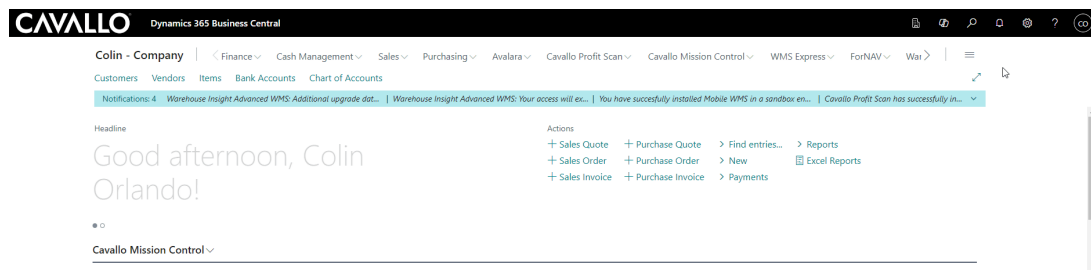 CAVALLO Dynamics 365 Business Central ? CO
Colin - Company Finance Cash Management Sales Purchasing Avalara Cavallo Profit Scan Cavallo Mission Control WMS Express ForNAV War
Customers Vendors Items Bank Accounts Chart of Accounts
Notifications: 4 Warehouse Insight Advanced WMS: Additional upgrade dat... | Warehouse Insight Advanced WMS: Your access will ex... | You have succesfully installed Mobile WMS in a sandbox en... | Cavallo Profit Scan has successfully in...
Headline
Good afternoon, Colin
Orlando!
Actions
+ Sales Quote + Purchase Quote > Find entries... > Reports
+ Sales Order + Purchase Order > New Excel Reports
+ Sales Invoice + Purchase Invoice > Payments
Cavallo Mission Control